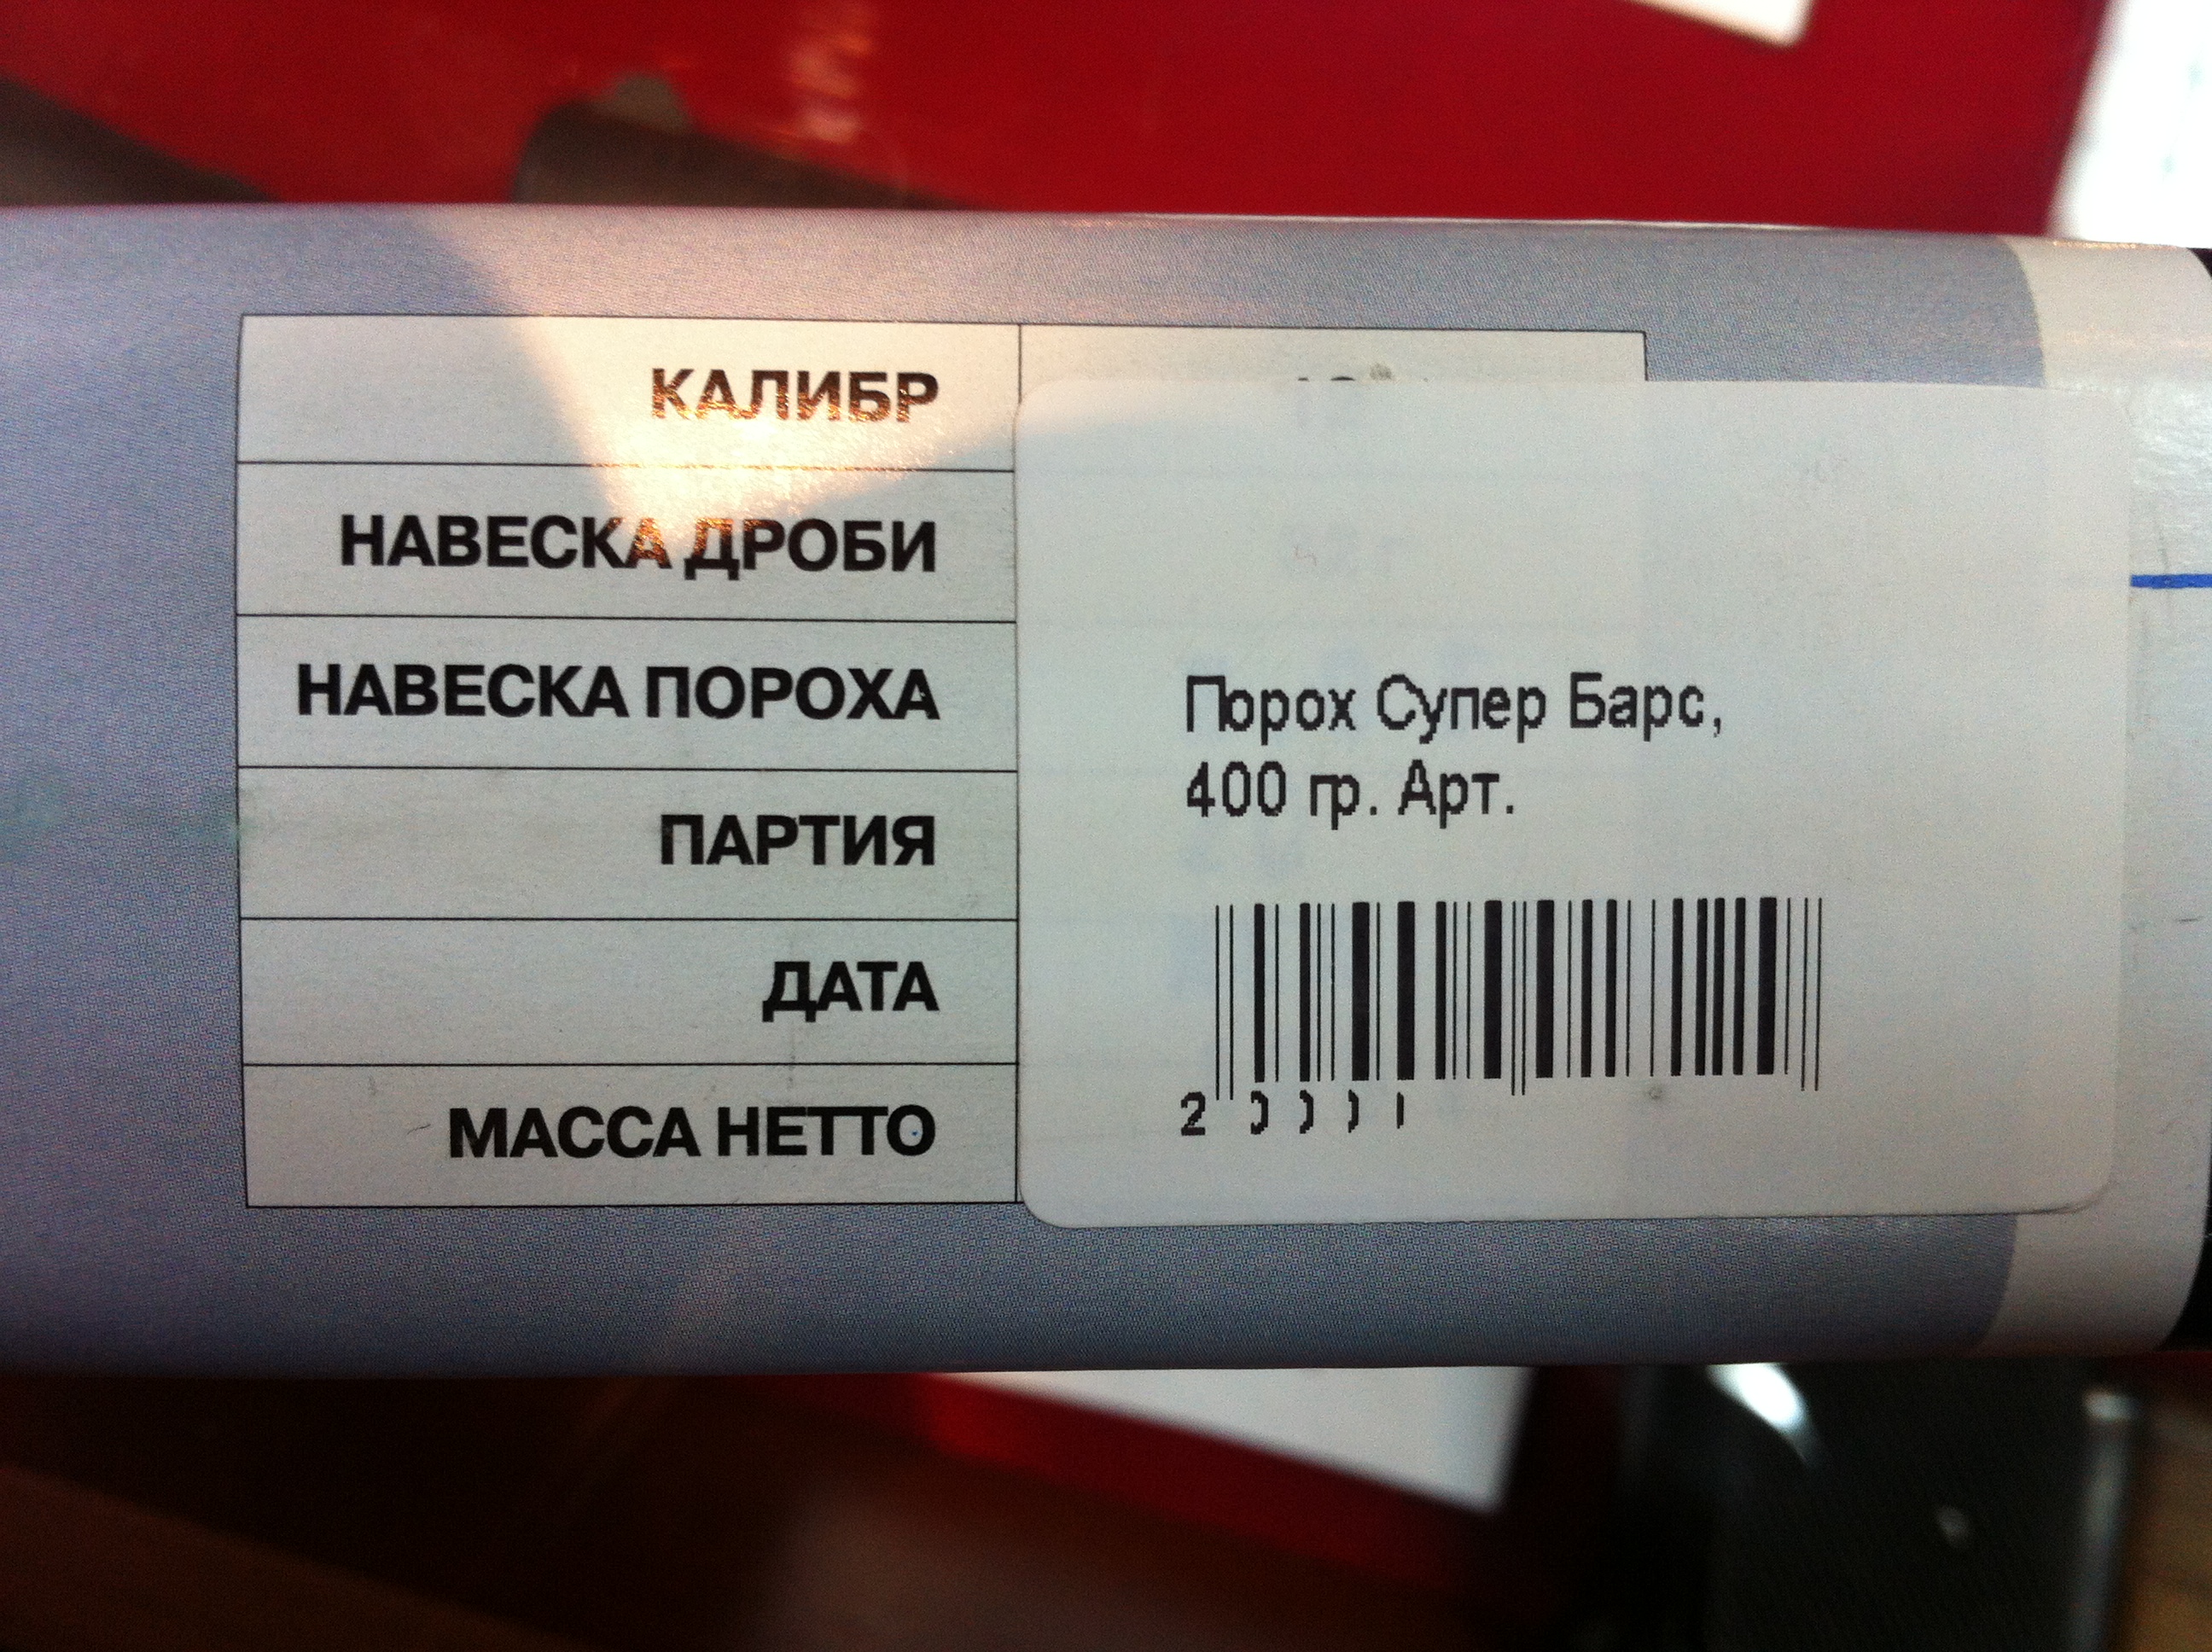 КАЛИБР
НАВЕСКА ДРОБИ
НАВЕСКА ПОРОХА
ПАРТИЯ
ДАТА
МАССА НЕТТО
Порох Супер Барс,
400 гр. Арт.
2